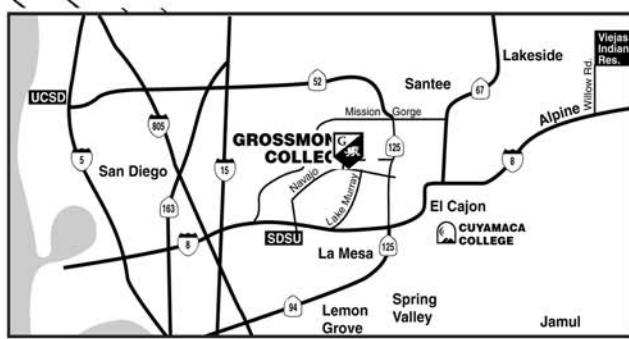 Viejas
Indian
Res.
Lakeside
Willow Rd.
52
Santee
67
UCSD
Alpine
Mission Gorge
805
GROSSMON
COLLEG
G
125
8
5
San Diego
15
Navajo
163
Lake Murray
El Cajon
CUYAMACA
COLLEGE
SDSU
8
La Mesa
125
94
Spring
Valley
Lemon
Grove
Jamul